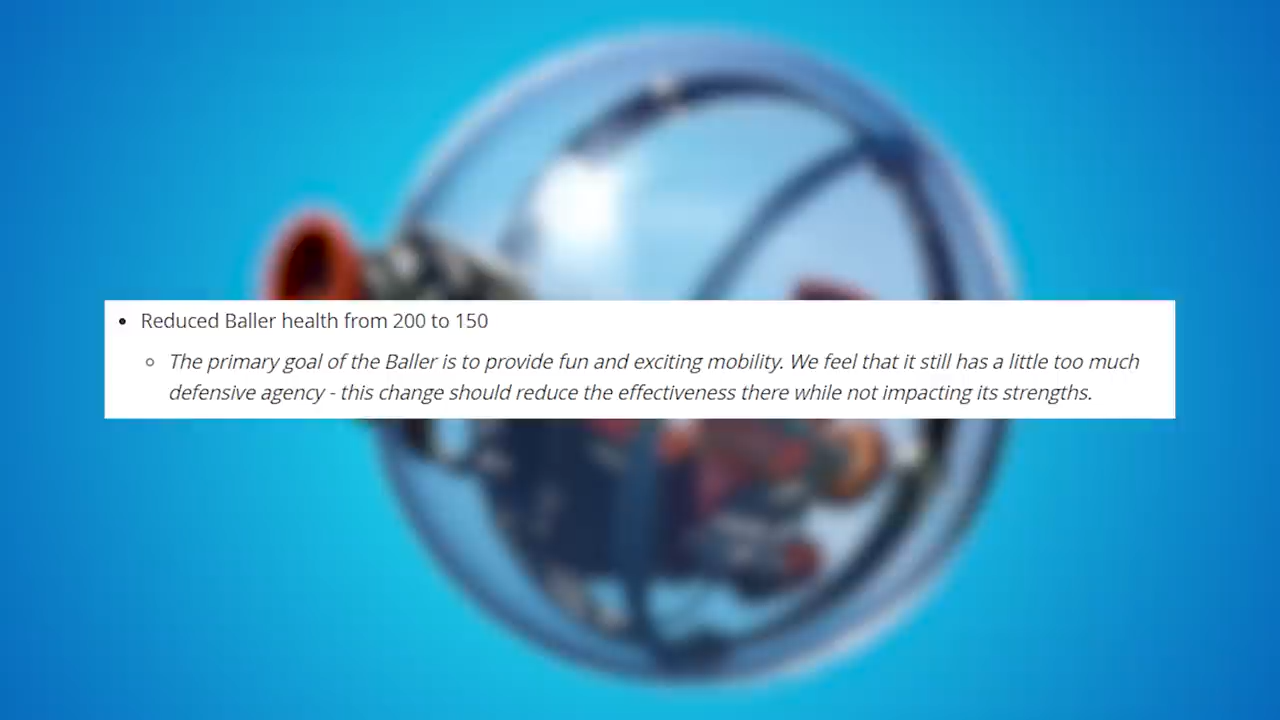 Reduced Baller health from 200 to 150
The primary goal of the Baller is to provide fun and exciting mobility. We feel that it still has a little too much
defensive agency - this change should reduce the effectiveness there while not impacting its strengths.